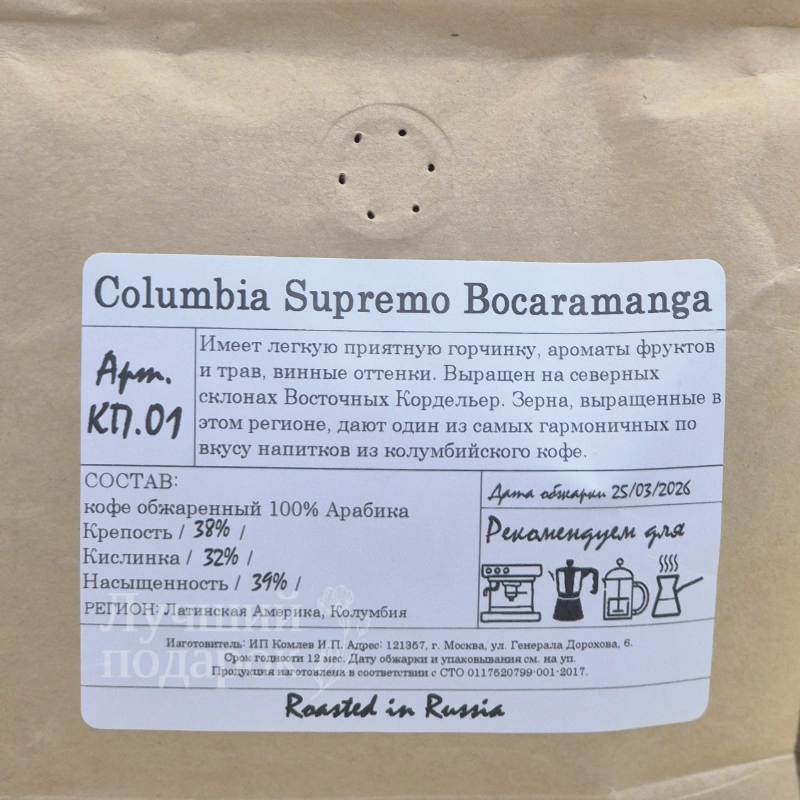 Columbia Supremo Bocaramanga
Арт.
КП.01
Имеет легкую приятную горчинку, ароматы фруктов
и трав, винные оттенки. Выращен на северных
склонах Восточных Кордельер. Зерна, выращенные в
этом регионе, дают один из самых гармоничных по
вкусу напитков из колумбийского кофе.
СОСТАВ:
кофе обжаренный 100% Арабика
Крепость / 38% /
Кислинка / 32% /
Насыщенность / 39% /
РЕГИОН: Латинская Америка, Колумбия
Дата обжарки 25/03/2026
Рекомендуем для
Изготовитель: ИП Комлев И.П. Адрес: 121357, г. Москва, ул. Генерала Дорохова, 6.
Срок годности 12 мес. Дату обжарки и упаковывания см. на уп.
Продукция изготовлена в соответствии с СТО 0117520799-001-2017.
Roasted in Russia
Лучший
подарок